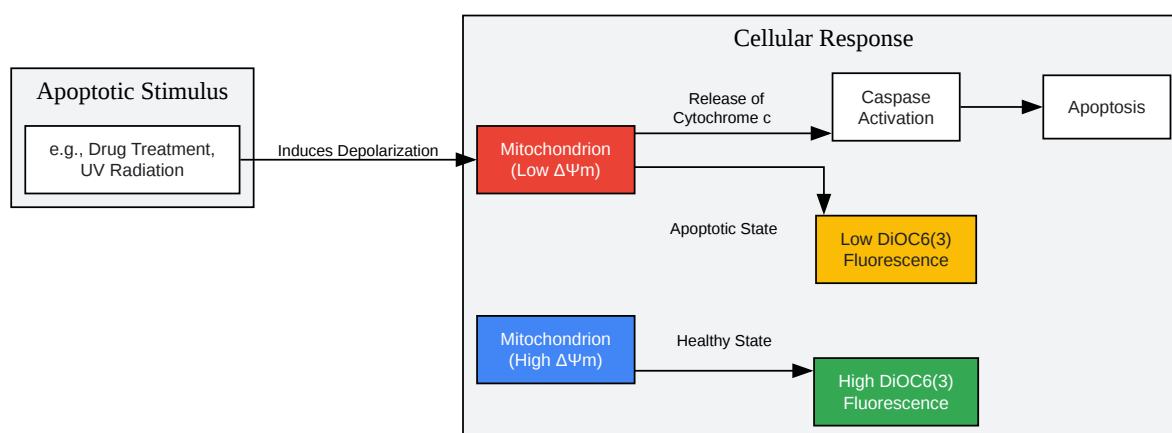 Cellular Response
Apoptotic Stimulus
e.g., Drug Treatment,
UV Radiation
Induces Depolarization
Mitochondrion
(Low ΔΨm)
Release of
Cytochrome c
Caspase
Activation
Apoptosis
Apoptotic State
Low DiOC6(3)
Fluorescence
Mitochondrion
(High ΔΨm)
Healthy State
High DiOC6(3)
Fluorescence